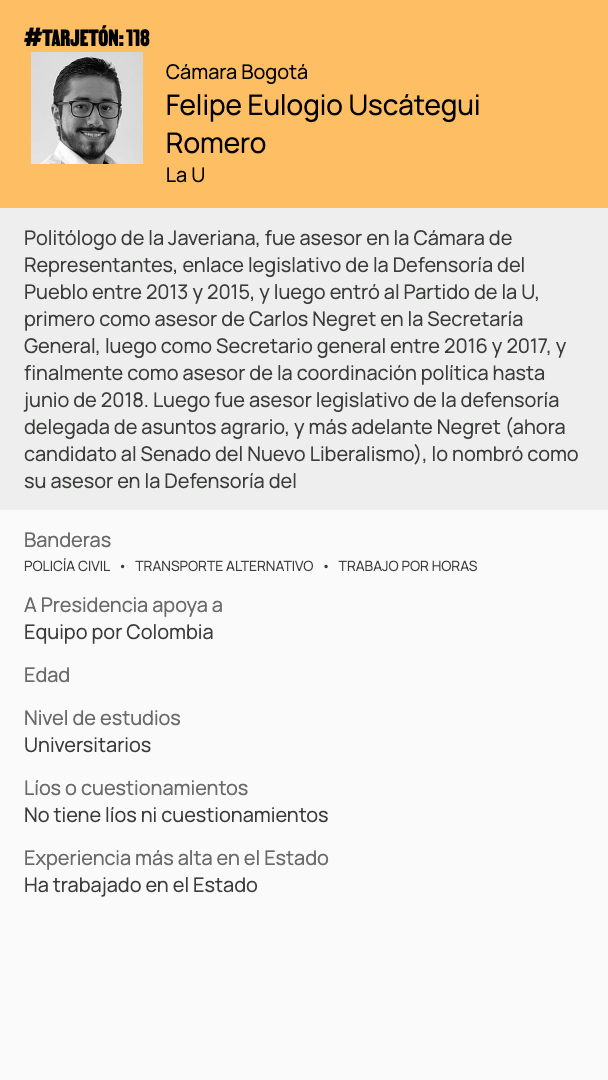 #TARJETÓN: 118
Cámara Bogotá
Felipe Eulogio Uscátegui
Romero
La U
Politólogo de la Javeriana, fue asesor en la Cámara de
Representantes, enlace legislativo de la Defensoría del
Pueblo entre 2013 y 2015, y luego entró al Partido de la U,
primero como asesor de Carlos Negret en la Secretaría
General, luego como Secretario general entre 2016 y 2017, y
finalmente como asesor de la coordinación política hasta
junio de 2018. Luego fue asesor legislativo de la defensoría
delegada de asuntos agrario, y más adelante Negret (ahora
candidato al Senado del Nuevo Liberalismo), lo nombró como
su asesor en la Defensoría del
Banderas
POLICÍA CIVIL • TRANSPORTE ALTERNATIVO • TRABAJO POR HORAS
A Presidencia apoya a
Equipo por Colombia
Edad
Nivel de estudios
Universitarios
Líos o cuestionamientos
No tiene líos ni cuestionamientos
Experiencia más alta en el Estado
Ha trabajado en el Estado